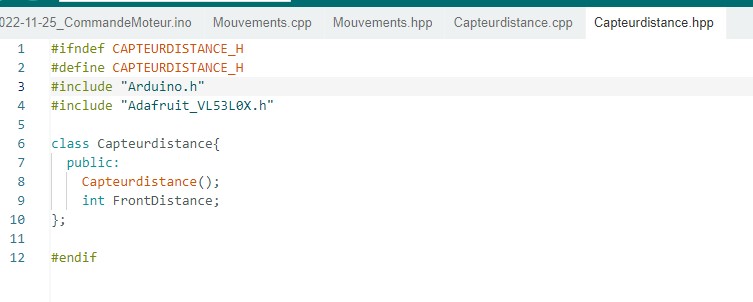 022-11-25_CommandeMoteur.ino Mouvements.cpp Mouvements.hpp Capteurdistance.cpp Capteurdistance.hpp
1 #ifndef CAPTEURDISTANCE_H
2 #define CAPTEURDISTANCE_H
3 #include "Arduino.h"
4 #include "Adafruit_VL53L0X.h"
5
6 class Capteurdistance{
7 public:
8 Capteurdistance();
9 int FrontDistance;
10 };
11
12 #endif